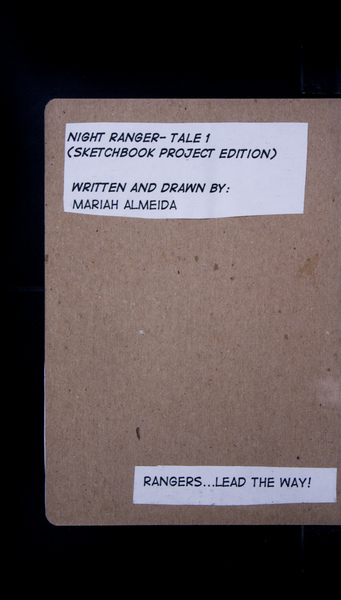 NIGHT RANGER- TALE 1
(SKETCHBOOK PROJECT EDITION)
WRITTEN AND DRAWN BY:
MARIAH ALMEIDA
RANGERS...LEAD THE WAY!